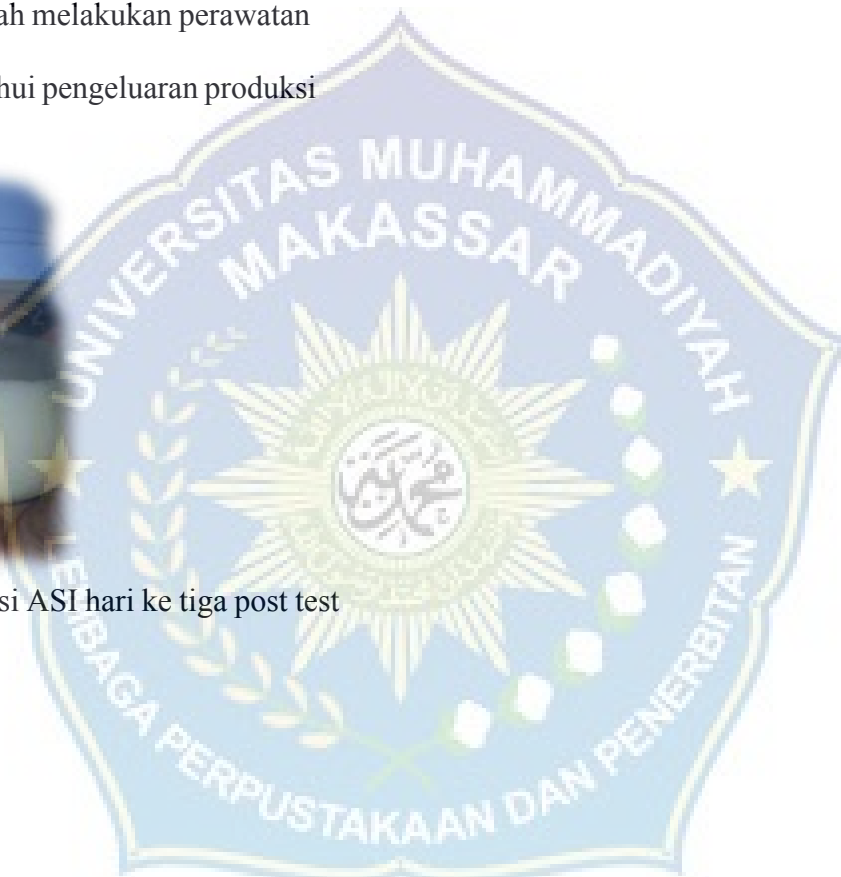 ah melakukan perawatan
hui pengeluaran produksi
UNIVERSITAS MUHAMMADIYAH
MAKASSAR
محمدية
si ASI hari ke tiga post test
LEMBAGA PERPUSTAKAAN DAN PENERBITAN